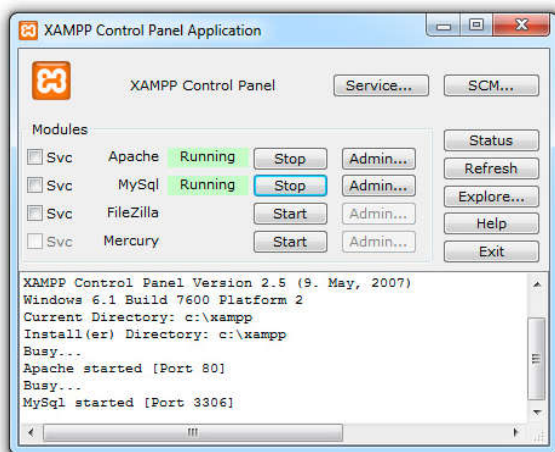 XAMPP Control Panel Application
XAMPP Control Panel Service... SCM...
Modules
Svc Apache Running Stop Admin...
Svc MySql Running Stop Admin...
Svc FileZilla Start Admin...
Svc Mercury Start Admin...
Status
Refresh
Explore...
Help
Exit
XAMPP Control Panel Version 2.5 (9. May, 2007)
Windows 6.1 Build 7600 Platform 2
Current Directory: c:\xampp
Install(er) Directory: c:\xampp
Busy...
Apache started [Port 80]
Busy...
MySql started [Port 3306]